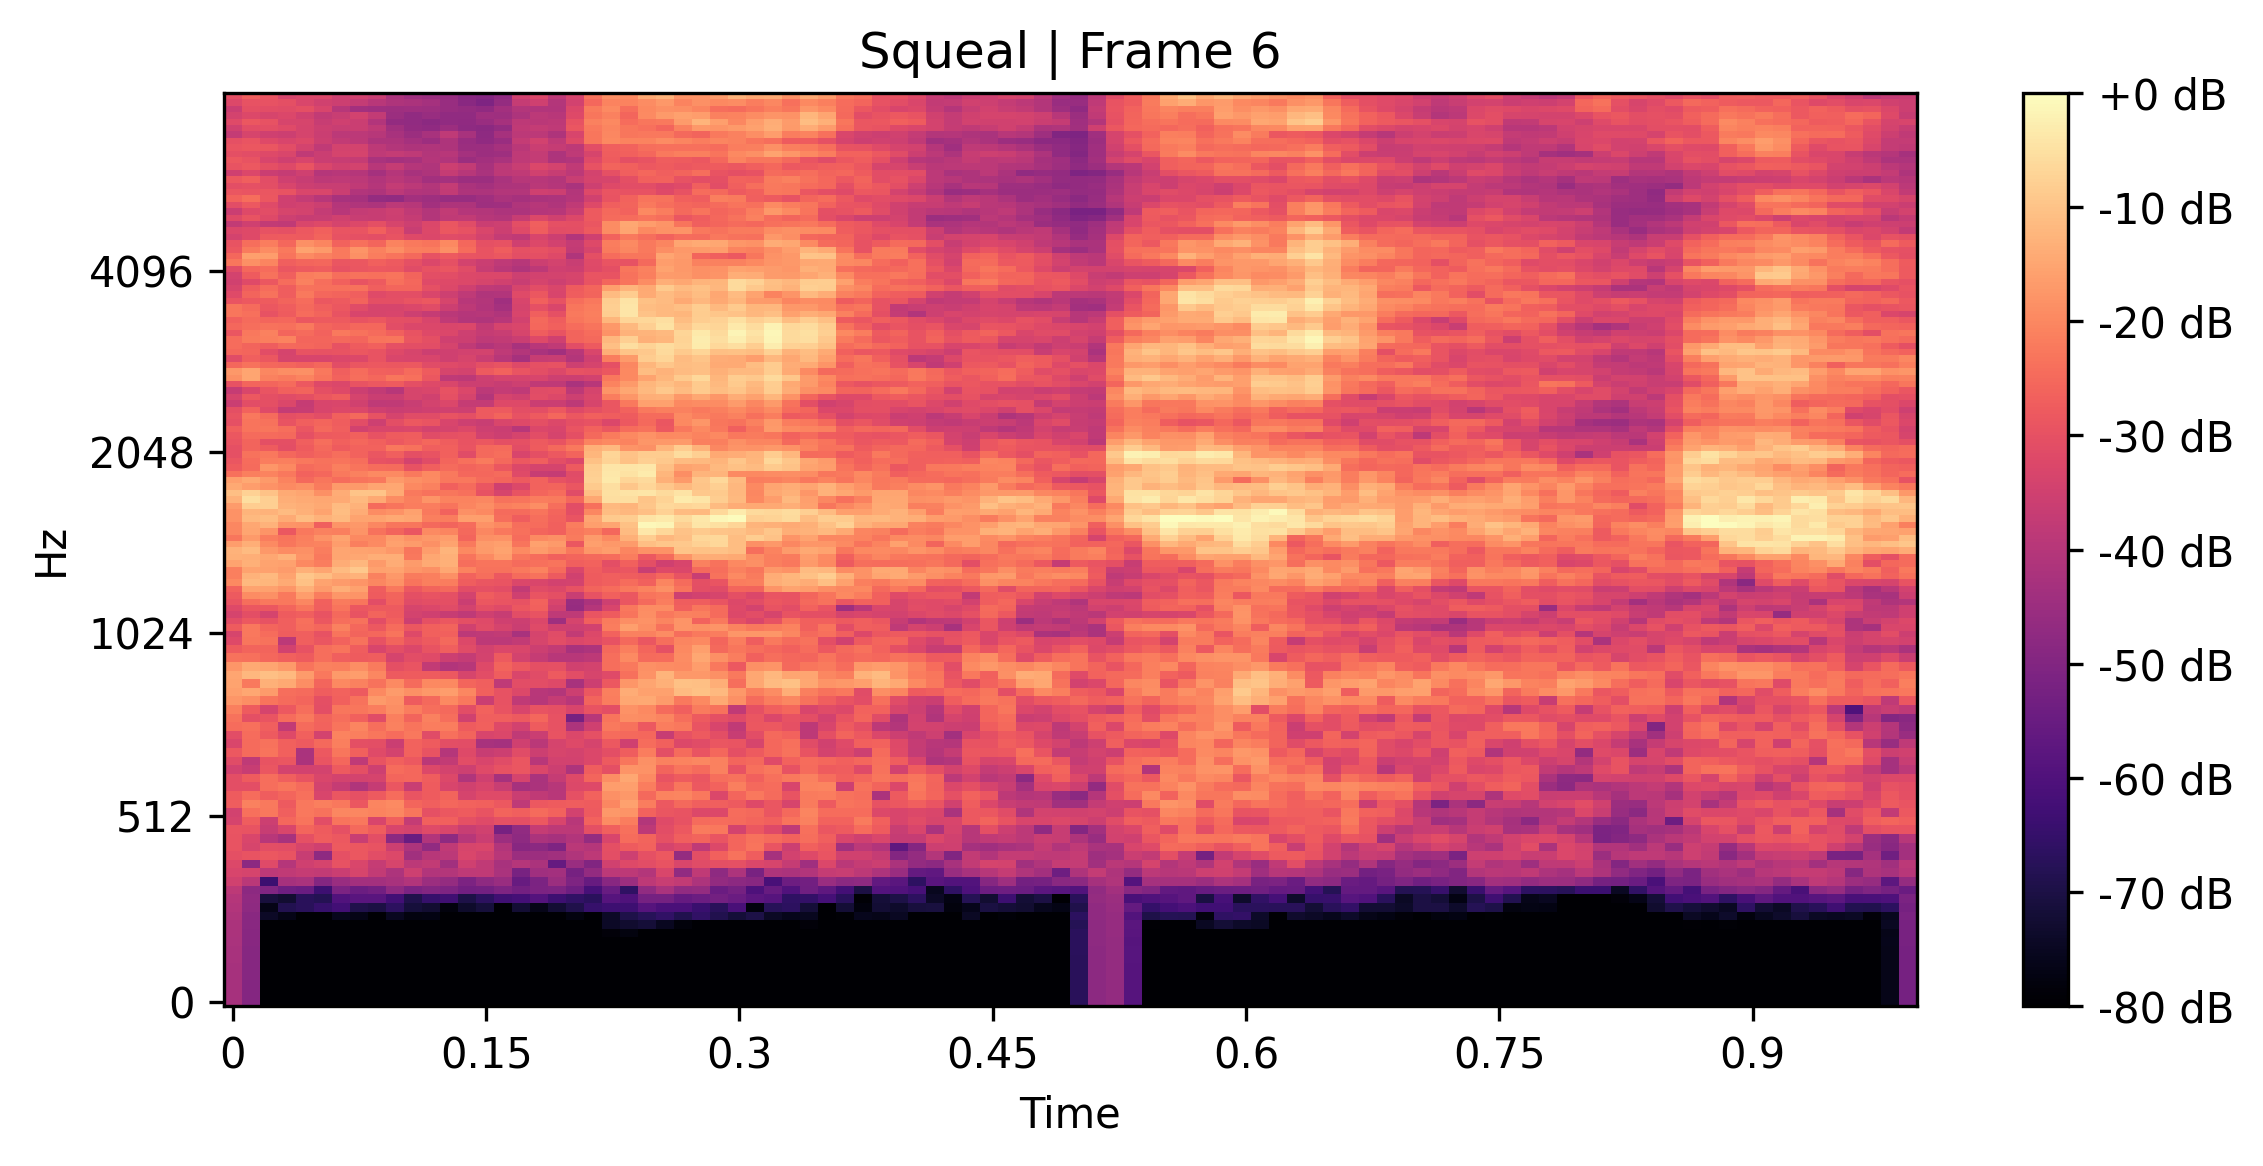 Squeal | Frame 6
+0 dB
-10 dB
-20 dB
-30 dB
-40 dB
-50 dB
-60 dB
-70 dB
-80 dB
Hz
4096
2048
1024
512
0
0 0.15 0.3 0.45 0.6 0.75 0.9
Time